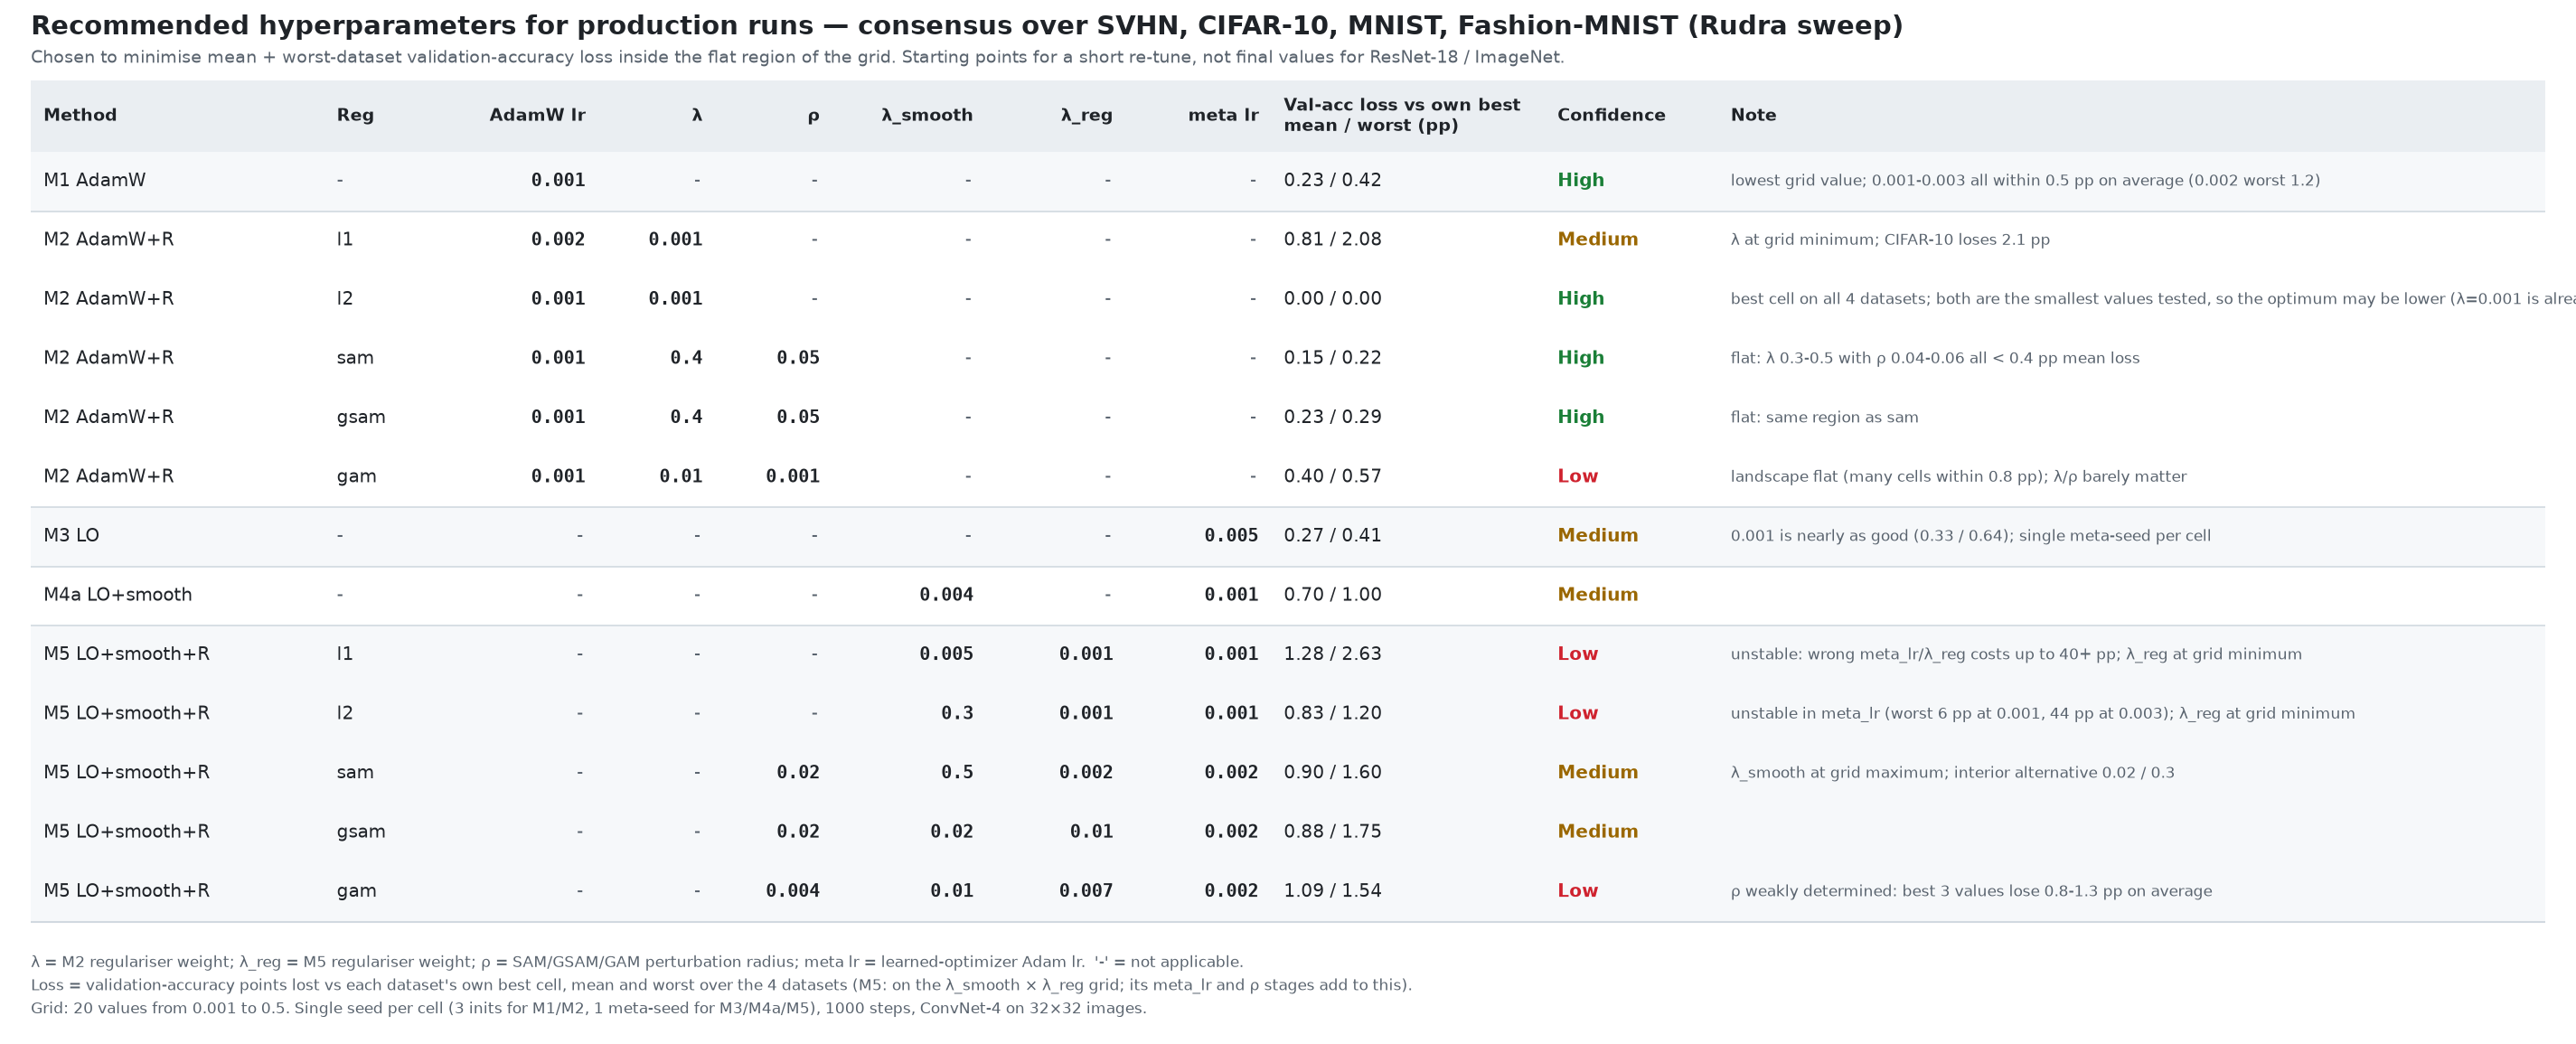 Recommended hyperparameters for production runs — consensus over SVHN, CIFAR-10, MNIST, Fashion-MNIST (Rudra sweep)
Chosen to minimise mean + worst-dataset validation-accuracy loss inside the flat region of the grid. Starting points for a short re-tune, not final values for ResNet-18 / ImageNet.
Method Reg AdamW lr λ ρ λ_smooth λ_reg meta lr Val-acc loss vs own best mean / worst (pp) Confidence Note
M1 AdamW - 0.001 - - - - - 0.23 / 0.42 High lowest grid value; 0.001-0.003 all within 0.5 pp on average (0.002 worst 1.2)
M2 AdamW+R l1 0.002 0.001 - - - - 0.81 / 2.08 Medium λ at grid minimum; CIFAR-10 loses 2.1 pp
M2 AdamW+R l2 0.001 0.001 - - - - 0.00 / 0.00 High best cell on all 4 datasets; both are the smallest values tested, so the optimum may be lower (λ=0.001 is
M2 AdamW+R sam 0.001 0.4 0.05 - - - 0.15 / 0.22 High flat: λ 0.3-0.5 with ρ 0.04-0.06 all < 0.4 pp mean loss
M2 AdamW+R gsam 0.001 0.4 0.05 - - - 0.23 / 0.29 High flat: same region as sam
M2 AdamW+R gam 0.001 0.01 0.001 - - - 0.40 / 0.57 Low landscape flat (many cells within 0.8 pp); λ/ρ barely matter
M3 LO - - - - - - 0.005 0.27 / 0.41 Medium 0.001 is nearly as good (0.33 / 0.64); single meta-seed per cell
M4a LO+smooth - - - - 0.004 - 0.001 0.70 / 1.00 Medium
M5 LO+smooth+R l1 - - - 0.005 0.001 0.001 1.28 / 2.63 Low unstable: wrong meta_lr/λ_reg costs up to 40+ pp; λ_reg at grid minimum
M5 LO+smooth+R l2 - - - 0.3 0.001 0.001 0.83 / 1.20 Low unstable in meta_lr (worst 6 pp at 0.001, 44 pp at 0.003); λ_reg at grid minimum
M5 LO+smooth+R sam - - 0.02 0.5 0.002 0.002 0.90 / 1.60 Medium λ_smooth at grid maximum; interior alternative 0.02 / 0.3
M5 LO+smooth+R gsam - - 0.02 0.02 0.01 0.002 0.88 / 1.75 Medium
M5 LO+smooth+R gam - - 0.004 0.01 0.007 0.002 1.09 / 1.54 Low ρ weakly determined: best 3 values lose 0.8-1.3 pp on average
λ = M2 regulariser weight; λ_reg = M5 regulariser weight; ρ = SAM/GSAM/GAM perturbation radius; meta lr = learned-optimizer Adam lr. '-' = not applicable.
Loss = validation-accuracy points lost vs each dataset's own best cell, mean and worst over the 4 datasets (M5: on the λ_smooth × λ_reg grid; its meta_lr and ρ stages add to this).
Grid: 20 values from 0.001 to 0.5. Single seed per cell (3 inits for M1/M2, 1 meta-seed for M3/M4a/M5), 1000 steps, ConvNet-4 on 32×32 images.